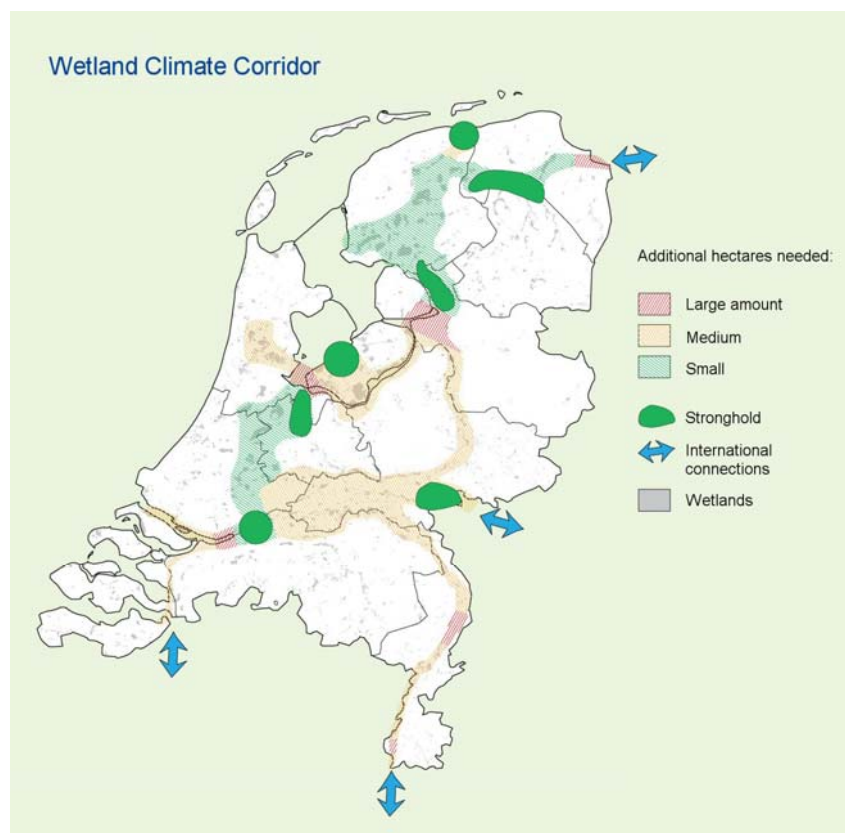 Wetland Climate Corridor
Additional hectares needed:
Large amount
Medium
Small
Stronghold
International
connections
Wetlands